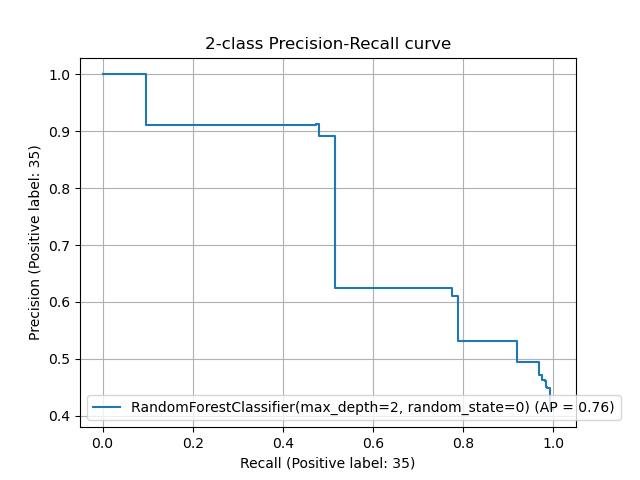 2-class Precision-Recall curve
1.0
0.9
0.8
0.7
0.6
0.5
0.4
Precision (Positive label: 35)
RandomForestClassifier(max_depth=2, random_state=0) (AP = 0.76)
0.0 0.2 0.4 0.6 0.8 1.0
Recall (Positive label: 35)